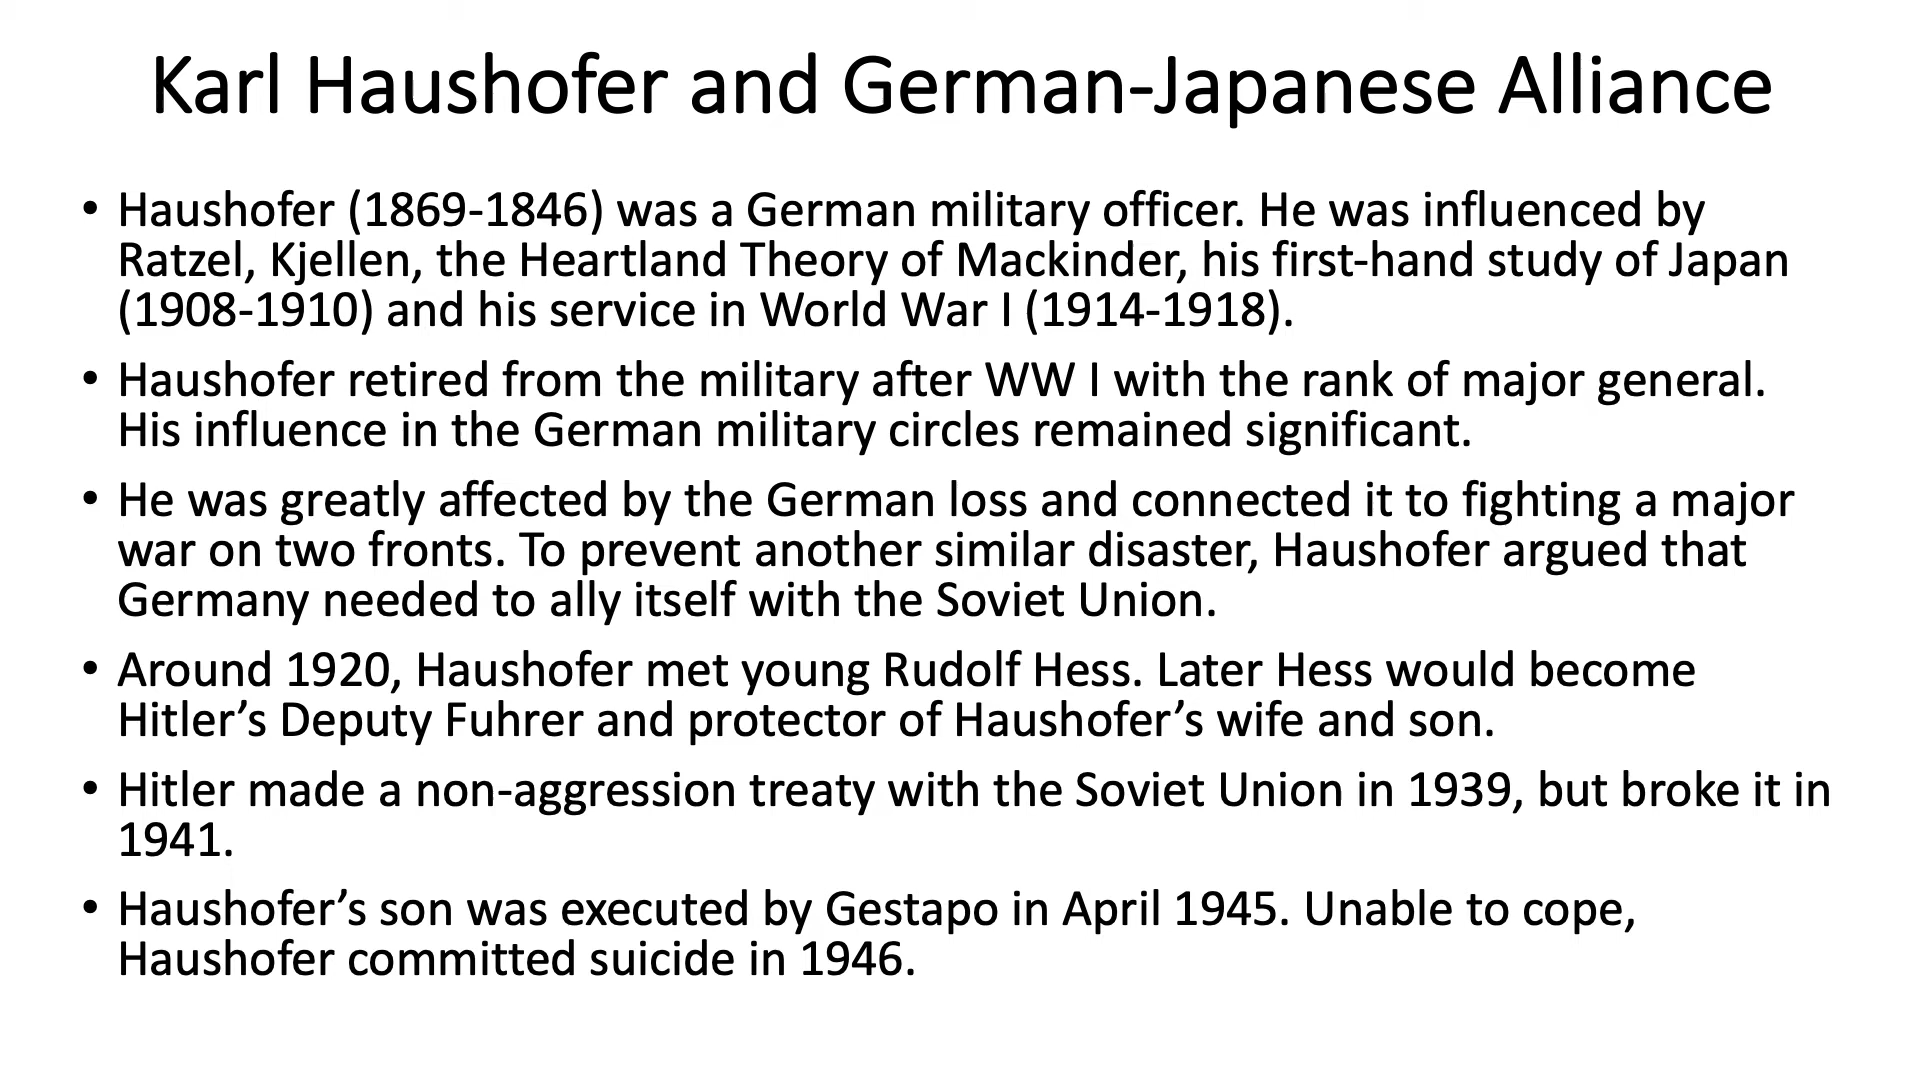 Karl Haushofer and German-Japanese Alliance
• Haushofer (1869-1846) was a German military officer. He was influenced by
Ratzel, Kjellen, the Heartland Theory of Mackinder, his first-hand study of Japan
(1908-1910) and his service in World War I (1914-1918).
• Haushofer retired from the military after WW I with the rank of major general.
His influence in the German military circles remained significant.
• He was greatly affected by the German loss and connected it to fighting a major
war on two fronts. To prevent another similar disaster, Haushofer argued that
Germany needed to ally itself with the Soviet Union.
• Around 1920, Haushofer met young Rudolf Hess. Later Hess would become
Hitler’s Deputy Fuhrer and protector of Haushofer’s wife and son.
• Hitler made a non-aggression treaty with the Soviet Union in 1939, but broke it in
1941.
• Haushofer’s son was executed by Gestapo in April 1945. Unable to cope,
Haushofer committed suicide in 1946.